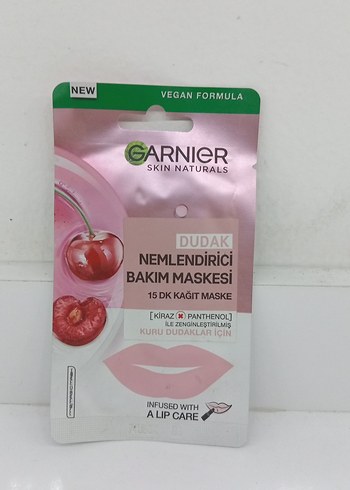 NEW
VEGAN FORMULA
GARNIER
SKIN NATURALS
DUDAK
NEMLENDİRİCİ
BAKIM MASKESİ
15 DK KAĞIT MASKE
[KİRAZ × PANTHENOL]
İLE ZENGİNLEŞTİRİLMİŞ
KURU DUDAKLAR İÇİN
INFUSED WITH
A LIP CARE